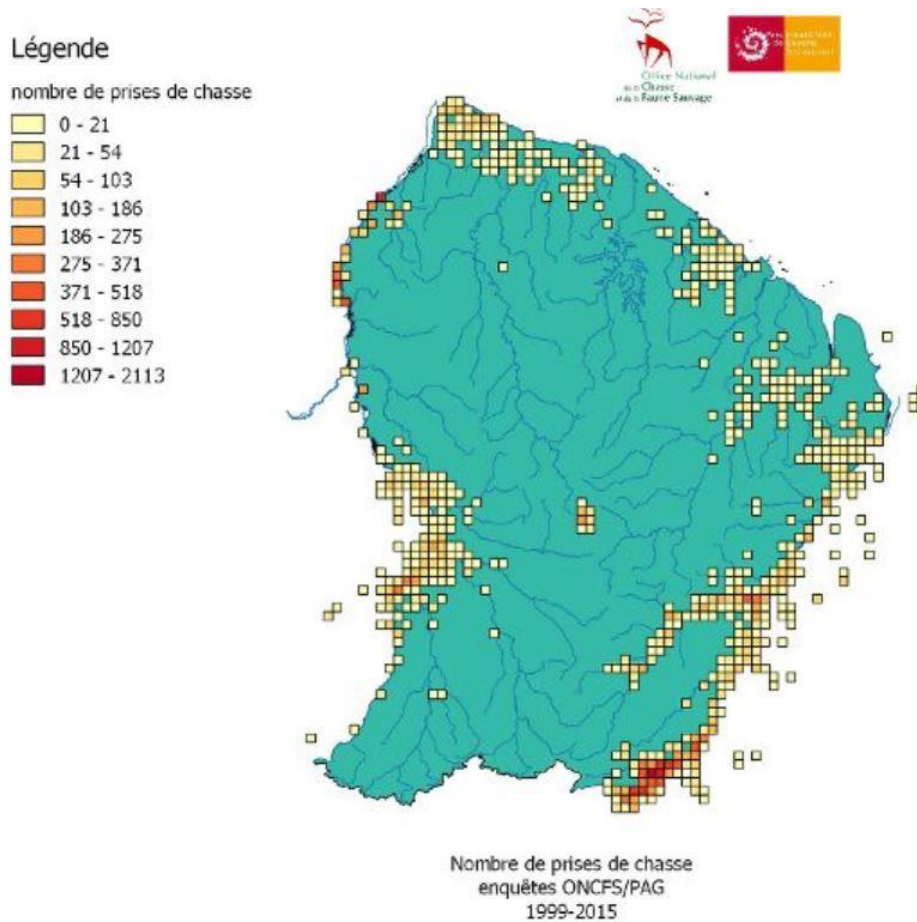 Légende
nombre de prises de chasse
0 - 21
21 - 54
54 - 103
103 - 186
186 - 275
275 - 371
371 - 518
518 - 850
850 - 1207
1207 - 2113
Office National
de la Chasse
et de la Faune Sauvage
Nombre de prises de chasse
enquêtes ONCFS/PAG
1999-2015